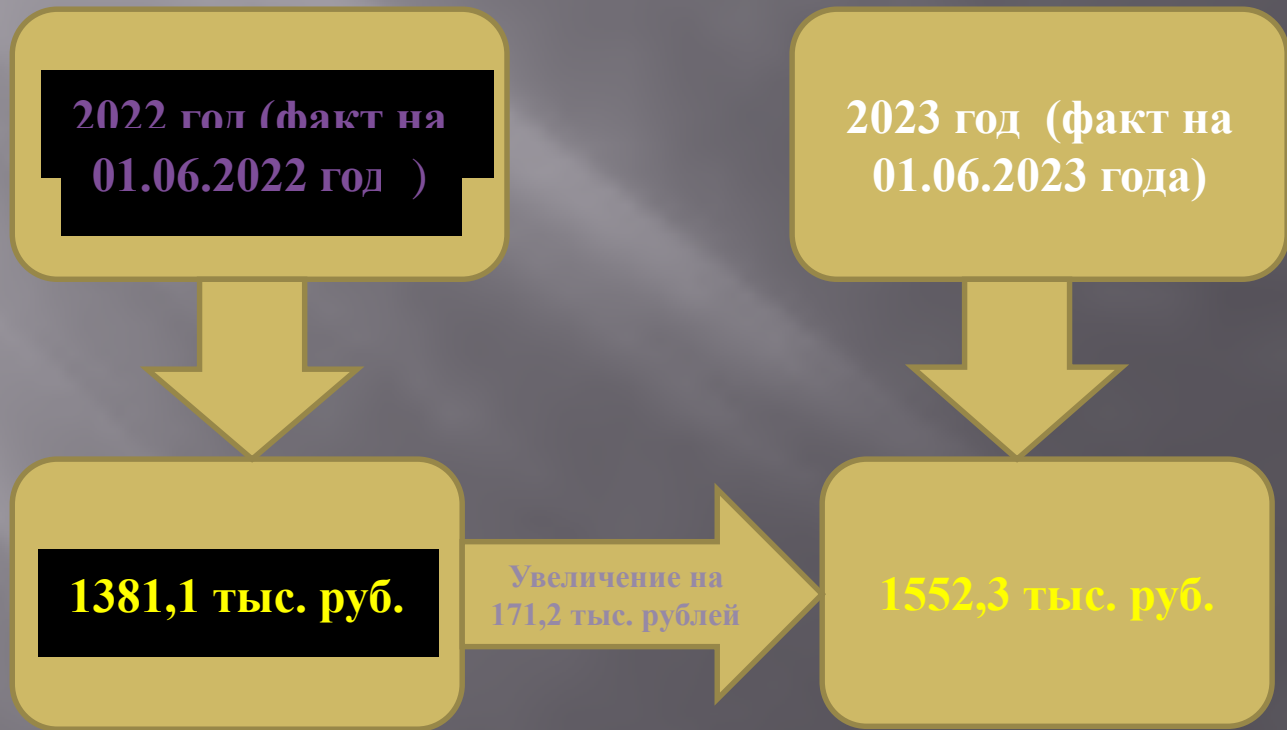 2022 год (факт на
01.06.2022 год )
2023 год (факт на
01.06.2023 года)
1381,1 тыс. руб.
Увеличение на
171,2 тыс. рублей
1552,3 тыс. руб.